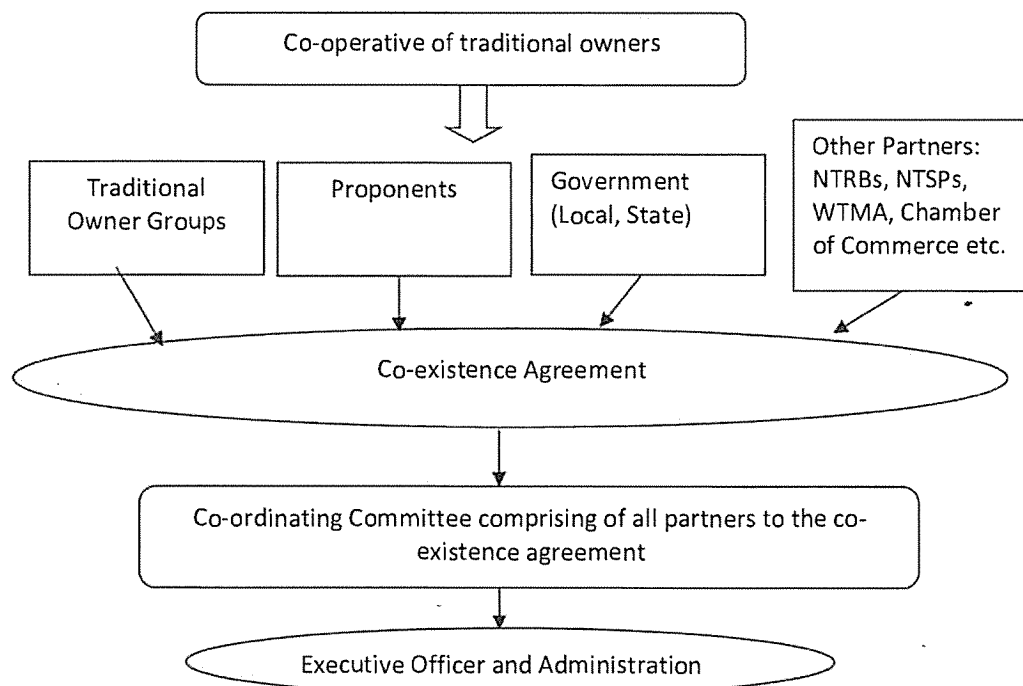 Co-operative of traditional owners
Traditional
Owner Groups
Proponents
Government
(Local, State)
Other Partners:
NTRBs, NTSPs,
WTMA, Chamber
of Commerce etc.
Co-existence Agreement
Co-ordinating Committee comprising of all partners to the co-
existence agreement
Executive Officer and Administration